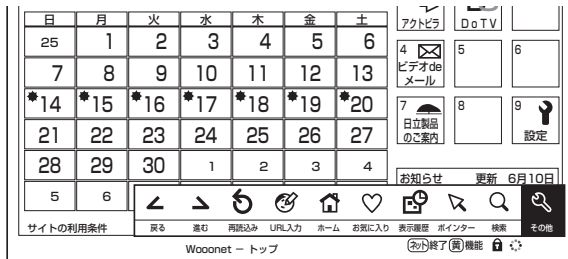 日 月 火 水 木 金 土
アクトビラ DoTV
25 1 2 3 4 5 6
4 5 6
ビデオde
メール
7 8 9 10 11 12 13
14 15 16 17 18 19 20
7 8 9
日立製品
のご案内
設定
21 22 23 24 25 26 27
28 29 30 1 2 3 4
お知らせ 更新 6月10日
5 6
戻る 進む 再読込み URL入力 ホーム お気に入り 表示履歴 ポインター 検索 その他
サイトの利用条件
Wooonet − トップ
ネット終了 黄機能